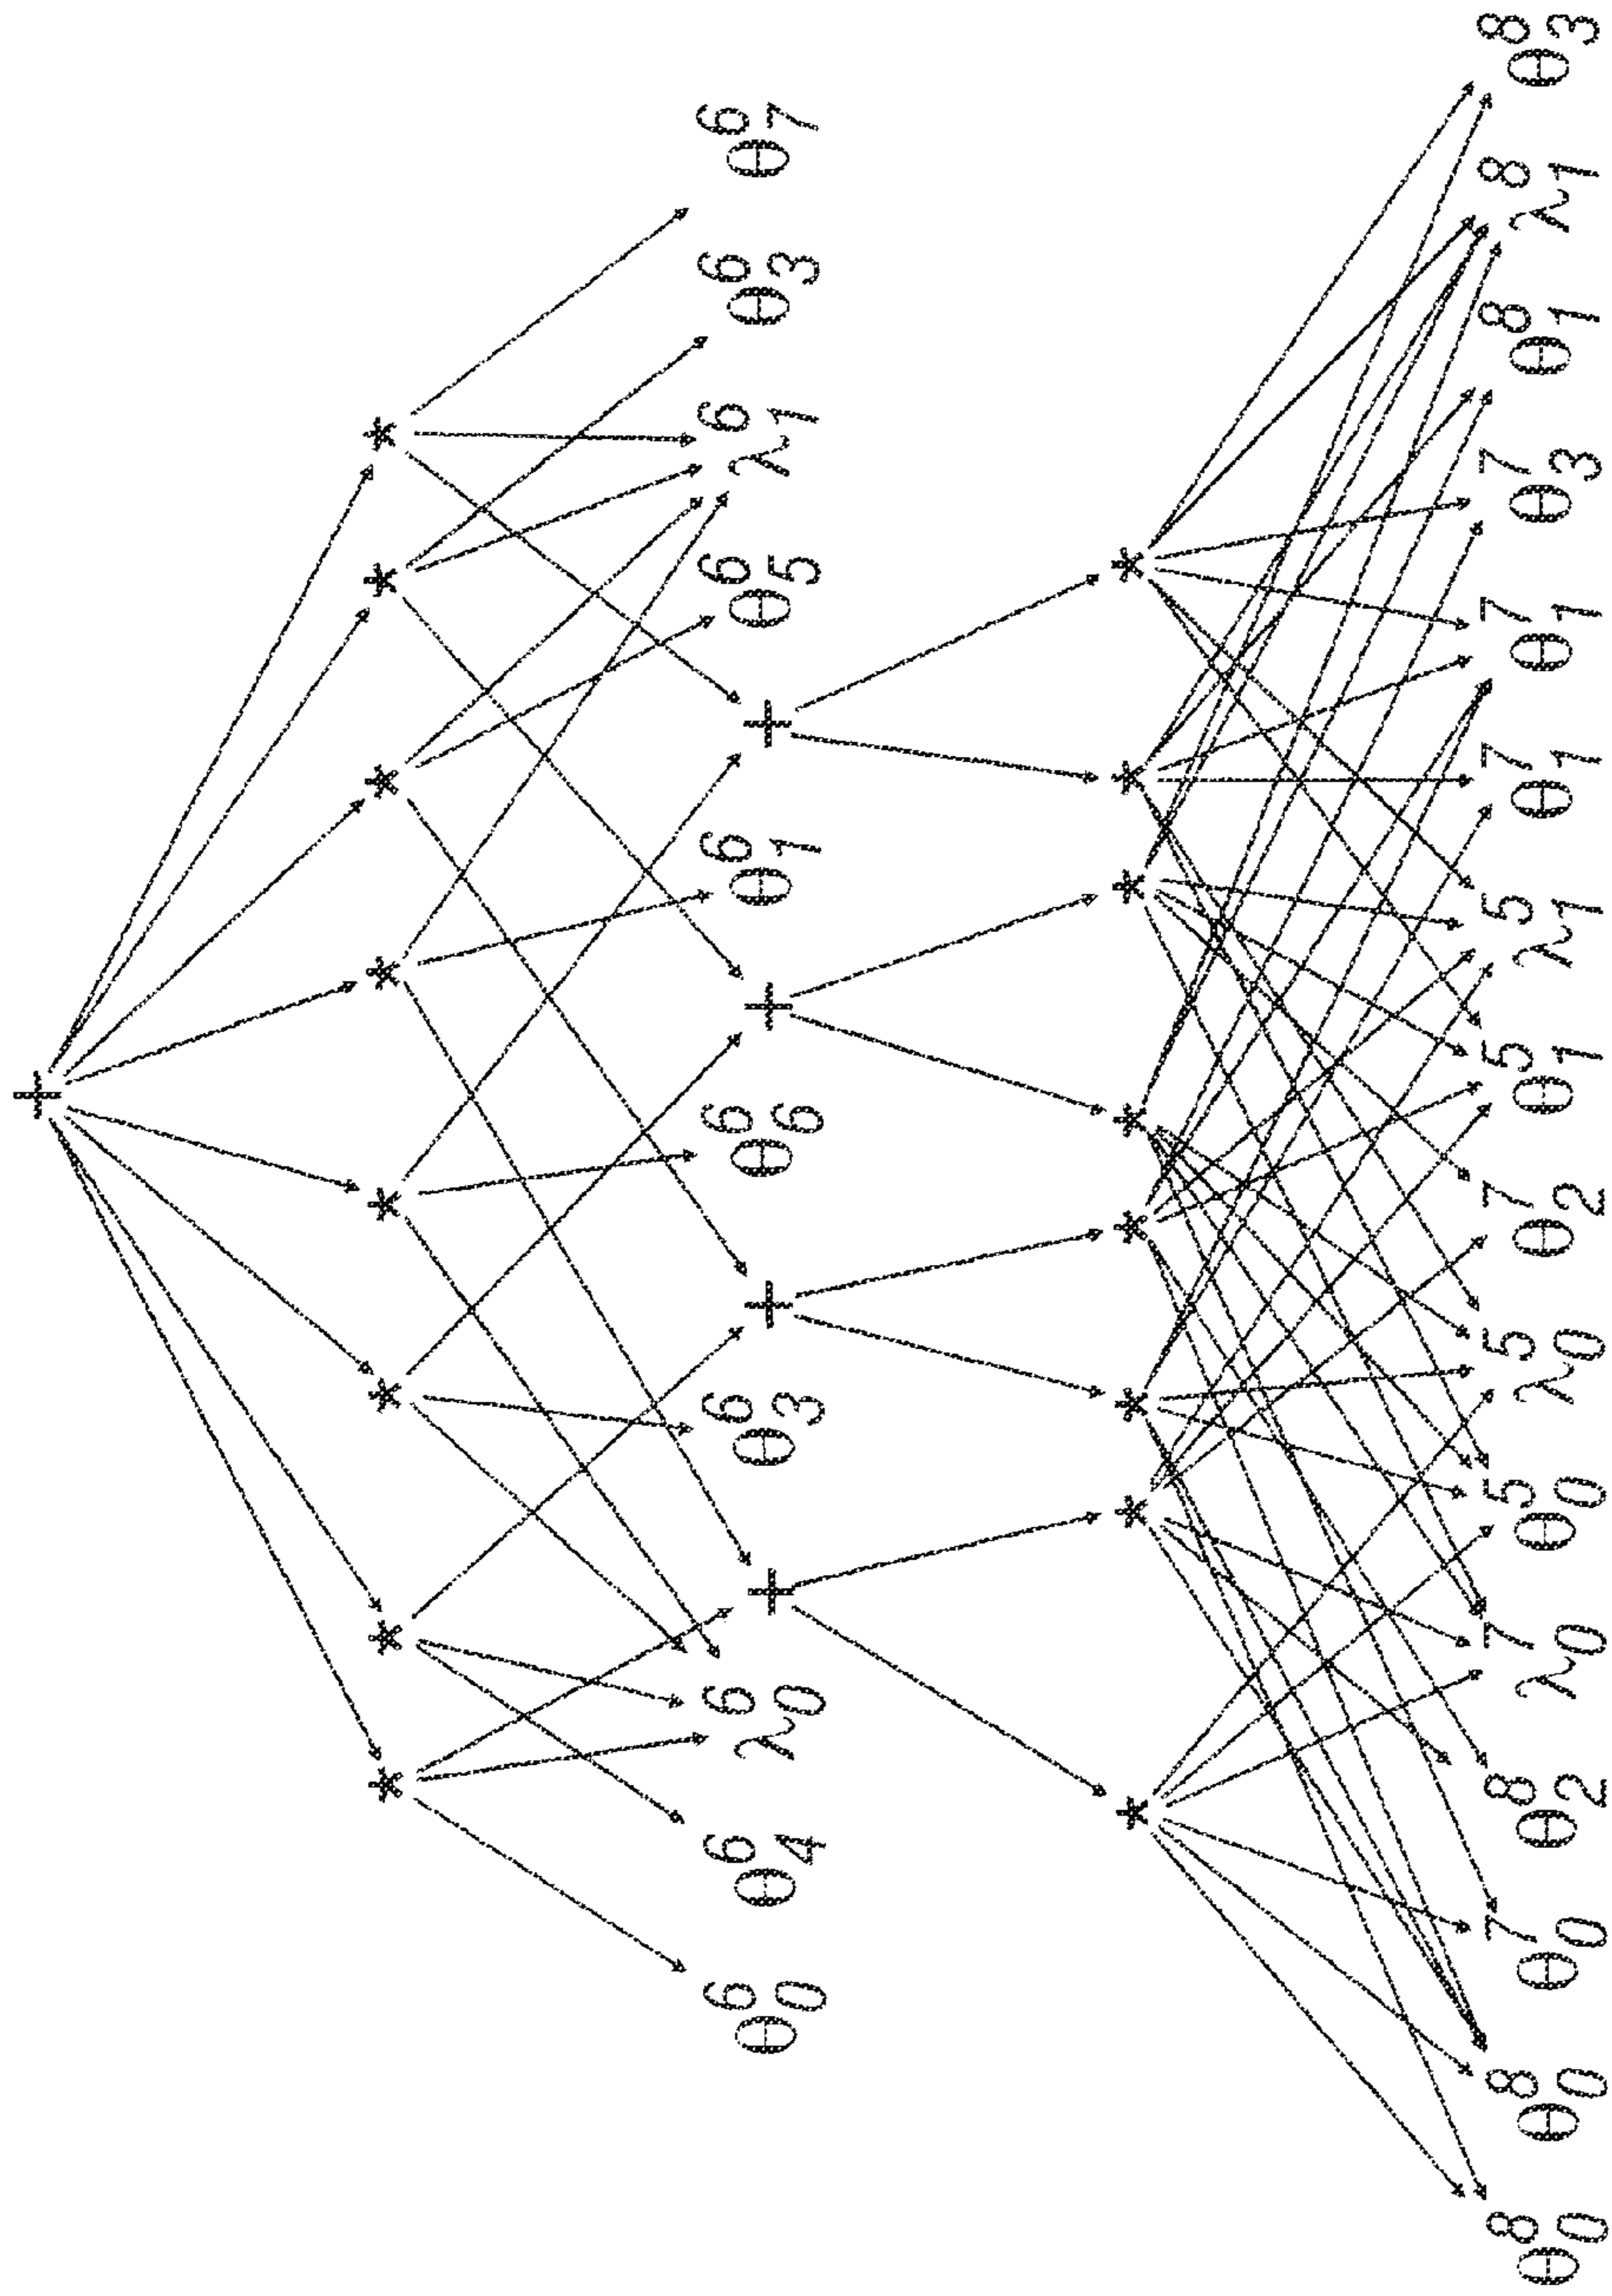 +
* * * * * * * *
θ⁶₀ θ⁶₄ λ⁶₀ + θ⁶₃ + θ⁶₆ + θ⁶₁ + θ⁶₅ λ⁶₁ θ⁶₃ θ⁶₇
* * * * * * * *
θ⁸₀ θ⁸₀ θ⁷₀ θ⁸₂ λ⁷₀ θ⁵₀ λ⁵₀ θ⁷₂ θ⁵₁ λ⁵₁ θ⁷₁ θ⁷₁ θ⁷₃ θ⁸₁ λ⁸₁ θ⁸₃